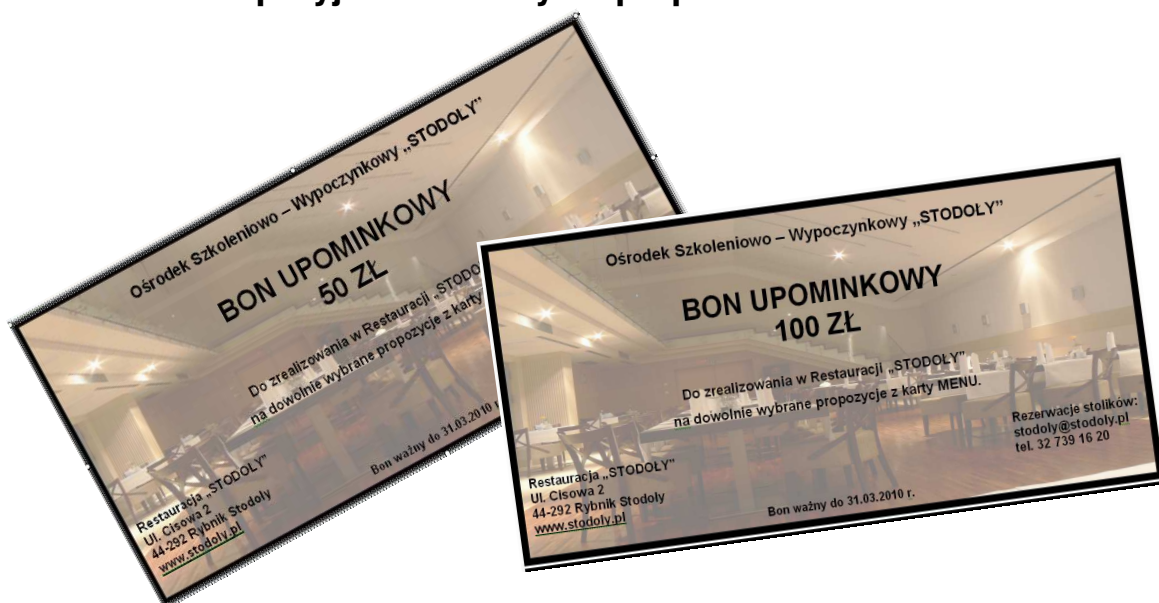 Ośrodek Szkoleniowo – Wypoczynkowy „STODOŁY”
BON UPOMINKOWY
50 ZŁ
Do zrealizowania w Restauracji
na dowolnie wybrane propozycje z karty
Bon ważny do 31.03.2010 r.
Restauracja „STODOŁY”
Ul. Cisowa 2
44-292 Rybnik Stodoły
www.stodoly.pl
Ośrodek Szkoleniowo – Wypoczynkowy „STODOŁY”
BON UPOMINKOWY
100 ZŁ
Do zrealizowania w Restauracji „STODOŁY”
na dowolnie wybrane propozycje z karty MENU.
Rezerwacje stolików:
stodoly@stodoly.pl
tel. 32 739 16 20
Restauracja „STODOŁY”
Ul. Cisowa 2
44-292 Rybnik Stodoły
www.stodoly.pl
Bon ważny do 31.03.2010 r.